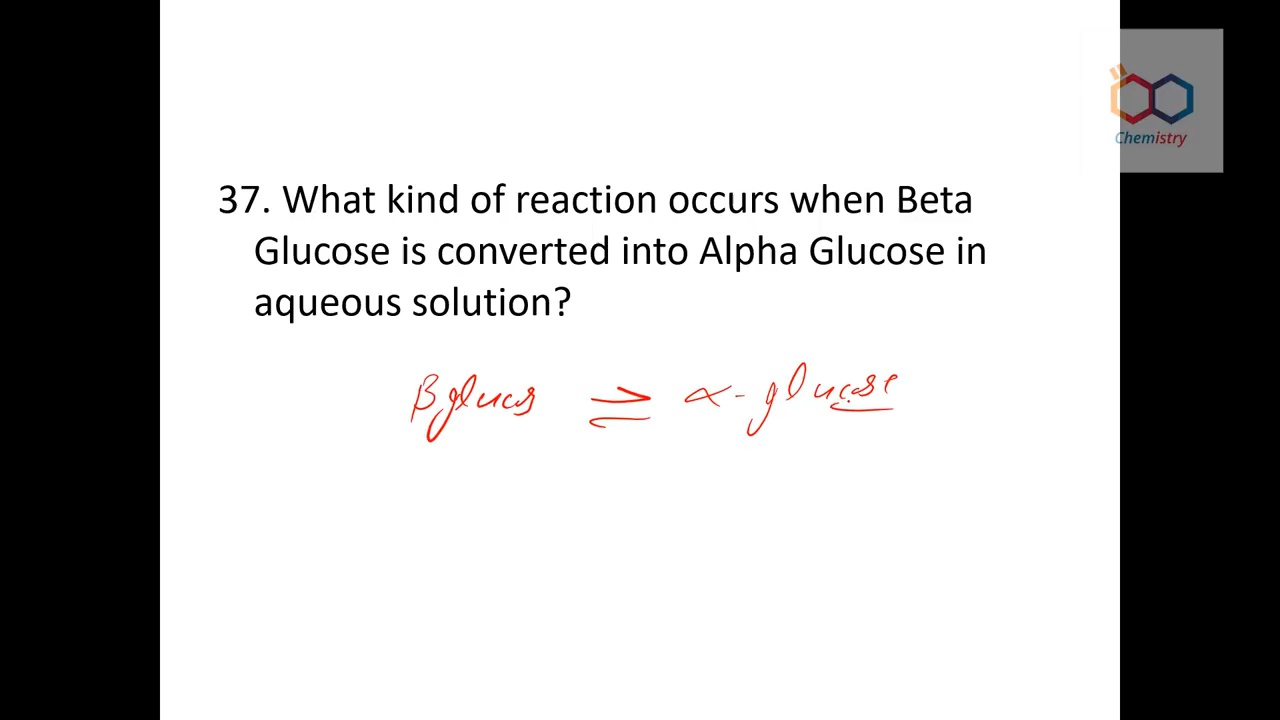 Chemistry
37. What kind of reaction occurs when Beta
Glucose is converted into Alpha Glucose in
aqueous solution?
β glucos ⇌ α- glucose